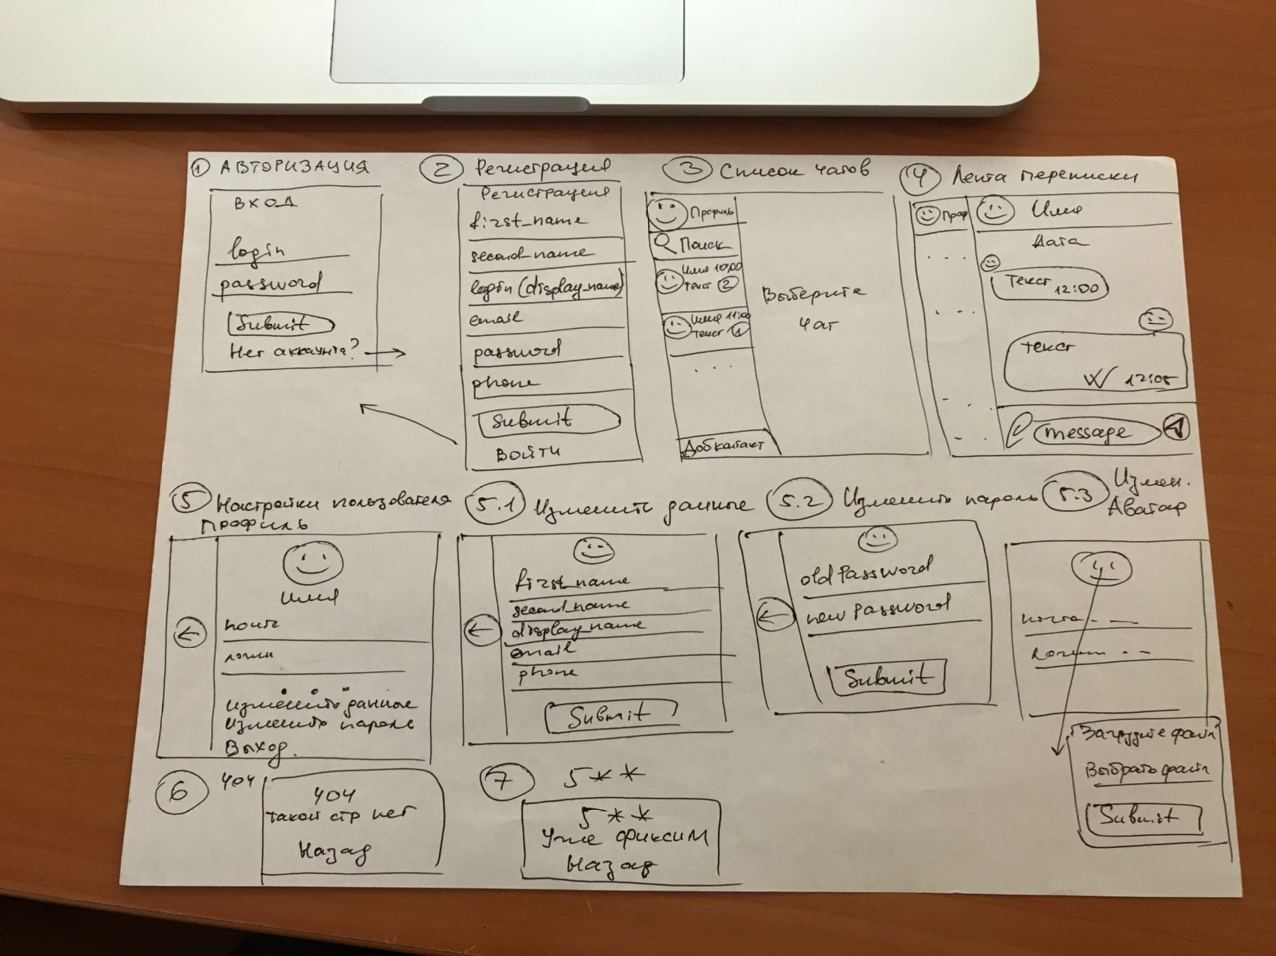 1 АВТОРИЗАЦИЯ
ВХОД
login
password
Submit
Нет аккаунта?
2 Регистрация
Регистрация
first_name
second_name
login (display_name)
email
password
phone
Submit
Войти
3 Список чатов
Профиль
Поиск
Имя 10:00
текст 2
Имя 11:00
текст 1
...
Доб контакт
Выберите
чат
4 Лента переписки
Проф
Имя
Дата
Текст
12:00
текст
12:05
message
5 Настройки пользователя
Профиль
Имя
почта
логин
изменить данные
изменить пароль
Выход.
5.1 Изменить данные
first_name
second_name
display_name
email
phone
Submit
5.2 Изменить пароль
old Password
new Password
Submit
5.3 Измен.
Аватар
почта
логин
Загрузите файл
Выбрать файл
Submit
6 404
404
такой стр нет
Назад
7 5**
5**
Уже фиксим
Назад